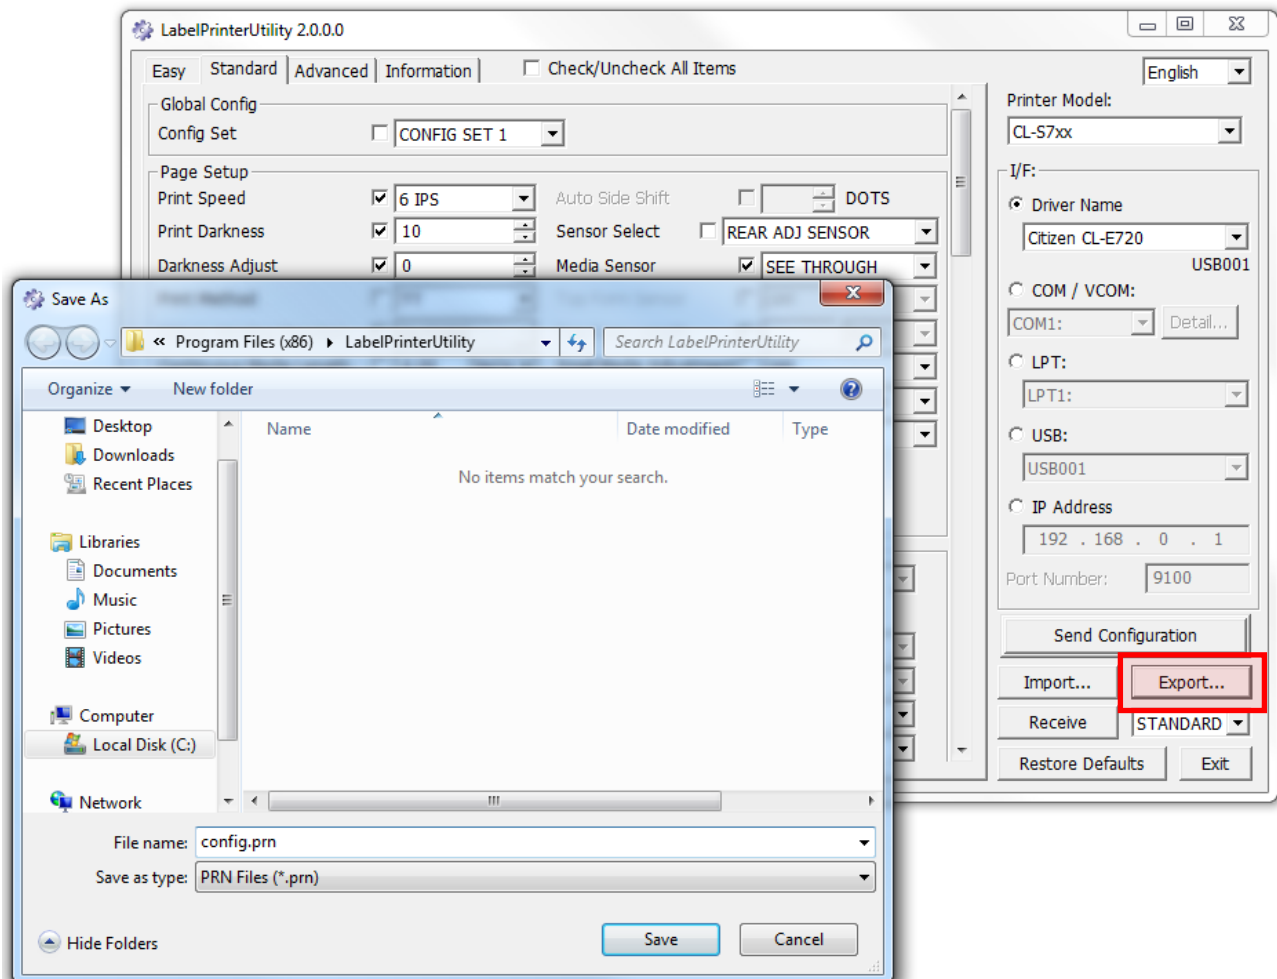 LabelPrinterUtility 2.0.0.0
Easy Standard Advanced Information Check/Uncheck All Items
English
Global Config
Config Set CONFIG SET 1
Page Setup
Print Speed 6 IPS Auto Side Shift DOTS
Print Darkness 10 Sensor Select REAR ADJ SENSOR
Darkness Adjust 0 Media Sensor SEE THROUGH
Printer Model:
CL-S7xx
I/F:
Driver Name
Citizen CL-E720
USB001
COM / VCOM:
COM1: Detail...
LPT:
LPT1:
USB:
USB001
IP Address
192 . 168 . 0 . 1
Port Number: 9100
Send Configuration
Import... Export...
Receive STANDARD
Restore Defaults Exit
Save As
« Program Files (x86) LabelPrinterUtility Search LabelPrinterUtility
Organize New folder
Desktop
Downloads
Recent Places
Libraries
Documents
Music
Pictures
Videos
Computer
Local Disk (C:)
Network
Name Date modified Type
No items match your search.
File name: config.prn
Save as type: PRN Files (*.prn)
Hide Folders Save Cancel